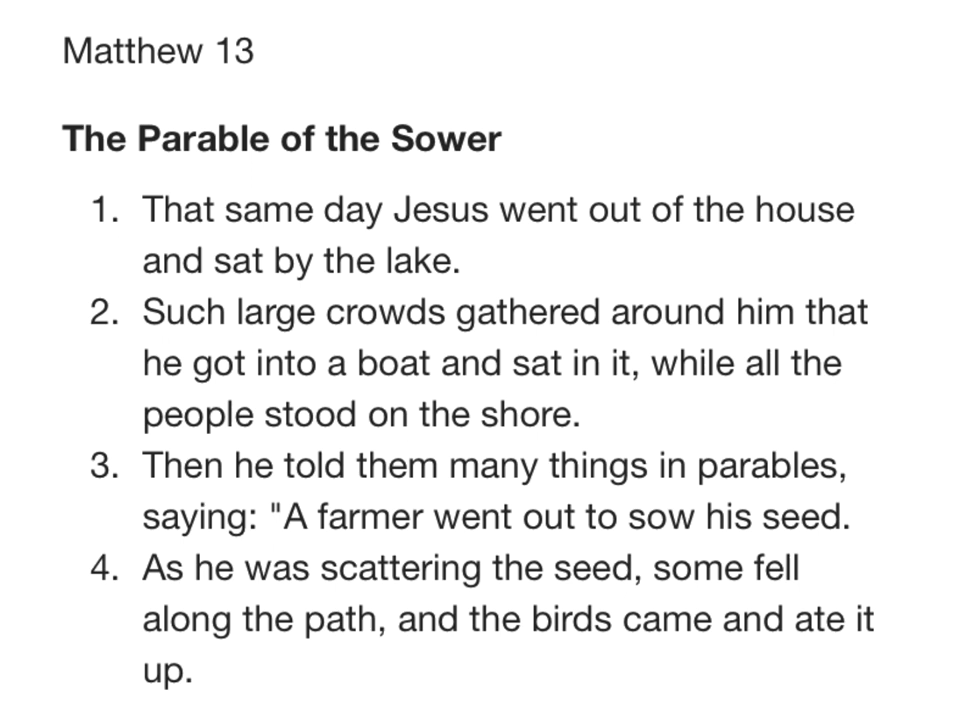 Matthew 13
The Parable of the Sower
1. That same day Jesus went out of the house
and sat by the lake.
2. Such large crowds gathered around him that
he got into a boat and sat in it, while all the
people stood on the shore.
3. Then he told them many things in parables,
saying: "A farmer went out to sow his seed.
4. As he was scattering the seed, some fell
along the path, and the birds came and ate it
up.